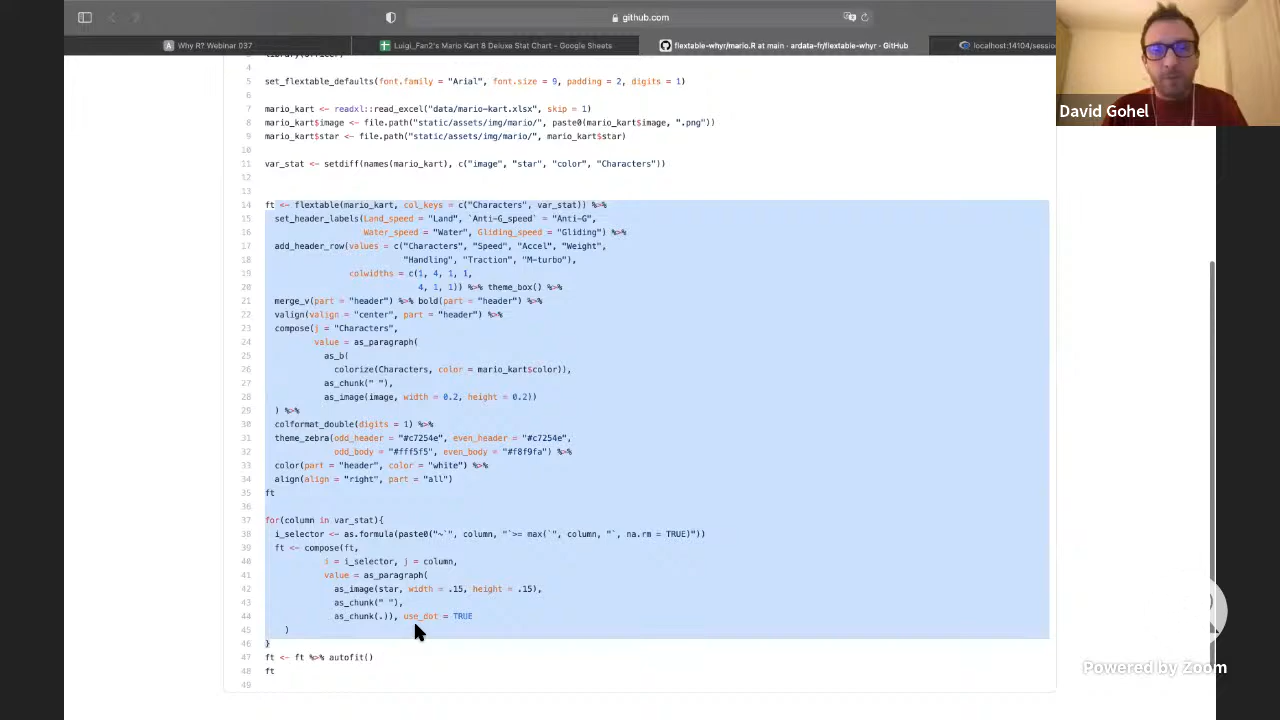 github.com
Why R? Webinar 037
Luigi_Fan2's Mario Kart 8 Deluxe Stat Chart - Google Sheets
flextable-whyr/mario.R at main · ardata-fr/flextable-whyr · GitHub
localhost:14104/sessio
David Gohel
4
5 set_flextable_defaults(font.family = "Arial", font.size = 9, padding = 2, digits = 1)
6
7 mario_kart <- readxl::read_excel("data/mario-kart.xlsx", skip = 1)
8 mario_kart$image <- file.path("static/assets/img/mario/", paste0(mario_kart$image, ".png"))
9 mario_kart$star <- file.path("static/assets/img/mario/", mario_kart$star)
10
11 var_stat <- setdiff(names(mario_kart), c("image", "star", "color", "Characters"))
12
13
14 ft <- flextable(mario_kart, col_keys = c("Characters", var_stat)) %>%
15 set_header_labels(Land_speed = "Land", `Anti-G_speed` = "Anti-G",
16 Water_speed = "Water", Gliding_speed = "Gliding") %>%
17 add_header_row(values = c("Characters", "Speed", "Accel", "Weight",
18 "Handling", "Traction", "M-turbo"),
19 colwidths = c(1, 4, 1, 1,
20 4, 1, 1)) %>% theme_box() %>%
21 merge_v(part = "header") %>% bold(part = "header") %>%
22 valign(valign = "center", part = "header") %>%
23 compose(j = "Characters",
24 value = as_paragraph(
25 as_b(
26 colorize(Characters, color = mario_kart$color)),
27 as_chunk(" "),
28 as_image(image, width = 0.2, height = 0.2))
29 ) %>%
30 colformat_double(digits = 1) %>%
31 theme_zebra(odd_header = "#c7254e", even_header = "#c7254e",
32 odd_body = "#fff5f5", even_body = "#f8f9fa") %>%
33 color(part = "header", color = "white") %>%
34 align(align = "right", part = "all")
35 ft
36
37 for(column in var_stat){
38 i_selector <- as.formula(paste0("~`", column, "`>= max(`", column, "`, na.rm = TRUE)"))
39 ft <- compose(ft,
40 i = i_selector, j = column,
41 value = as_paragraph(
42 as_image(star, width = .15, height = .15),
43 as_chunk(" "),
44 as_chunk(.)), use_dot = TRUE
45 )
46 }
47 ft <- ft %>% autofit()
48 ft
49
Powered by Zoom